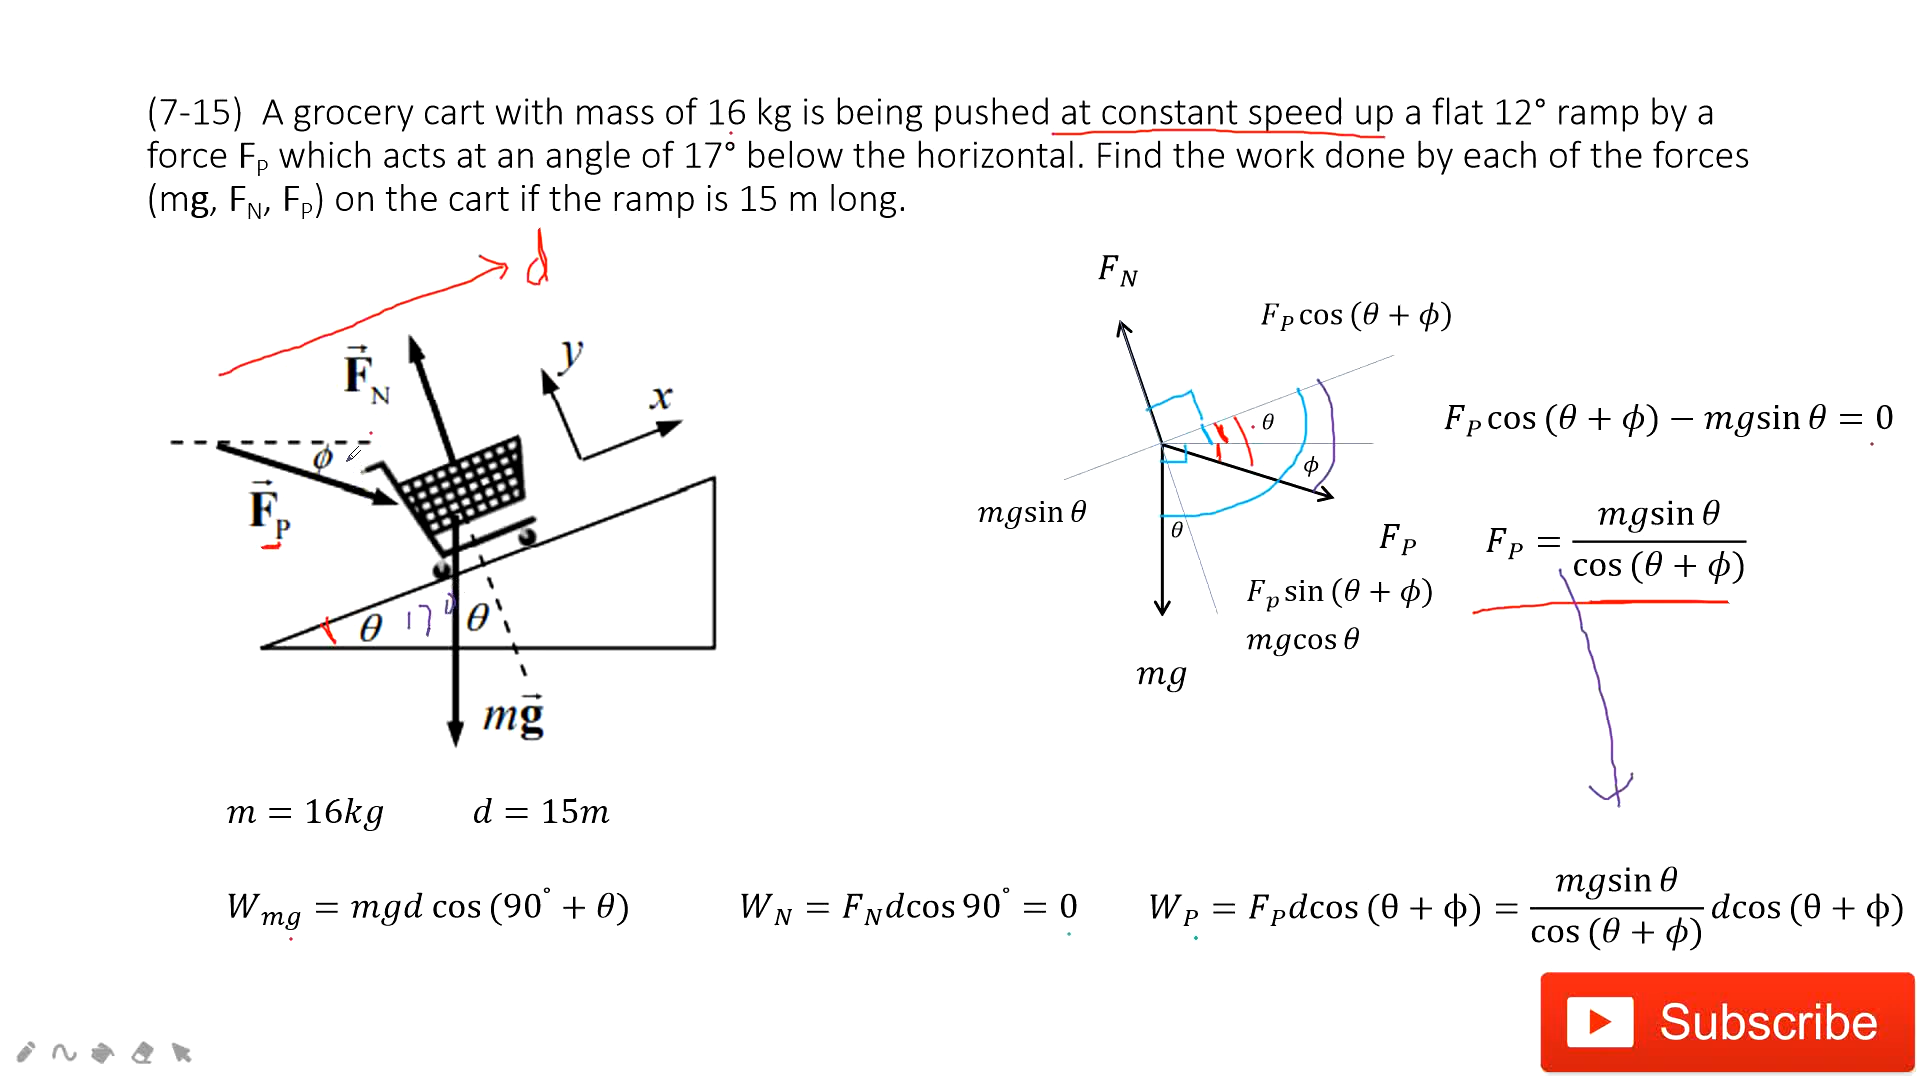 (7-15) A grocery cart with mass of 16 kg is being pushed at constant speed up a flat 12° ramp by a
force F_P which acts at an angle of 17° below the horizontal. Find the work done by each of the forces
(mg, F_N, F_P) on the cart if the ramp is 15 m long.
d
F_N
F_P cos (θ + ϕ)
F⃗_N
y
x
θ
F_P cos (θ + ϕ) − mg sin θ = 0
ϕ
ϕ
F⃗_P
mg sin θ
θ
F_P
F_P = mg sin θ / cos (θ + ϕ)
F_p sin (θ + ϕ)
θ 17° θ
mg cos θ
mg
mg⃗
m = 16kg d = 15m
W_mg = mgd cos (90° + θ) W_N = F_N d cos 90° = 0 W_P = F_P d cos (θ + ϕ) = mg sin θ / cos (θ + ϕ) d cos (θ + ϕ)
Subscribe